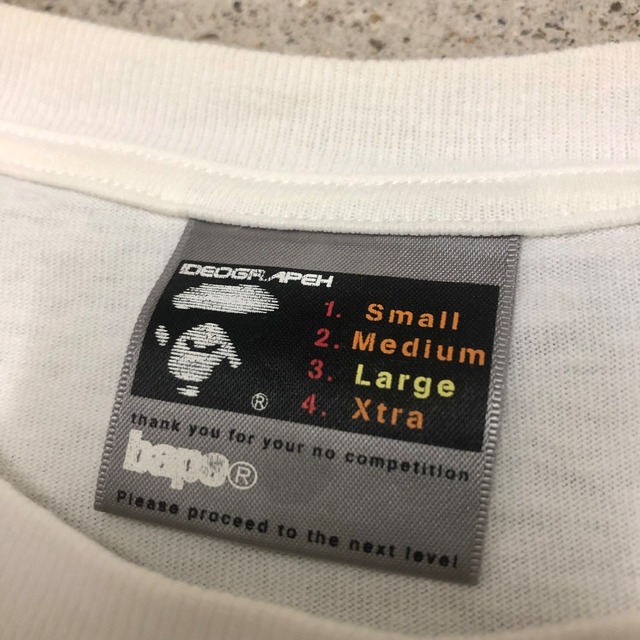 IDEOGRAPEH
1. Small
2. Medium
3. Large
4. Xtra
®
thank you for your no competition
bape®
Please proceed to the next level